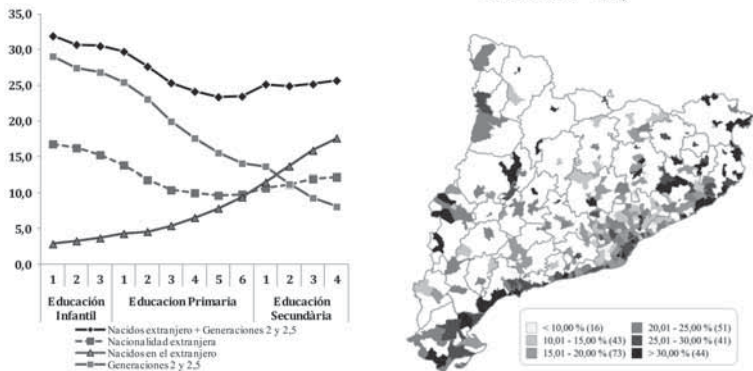 35,0
30,0
25,0
20,0
15,0
10,0
5,0
0,0
1 2 3 1 2 3 4 5 6 1 2 3 4
Educación Infantil
Educacion Primaria
Educación Secundària
Nacidos extranjero + Generaciones 2 y 2,5
Nacionalidad extranjera
Nacidos en el extranjero
Generaciones 2 y 2,5
< 10,00 % (16)
10,01 - 15,00 % (43)
15,01 - 20,00 % (73)
20,01 - 25,00 % (51)
25,01 - 30,00 % (41)
> 30,00 % (44)